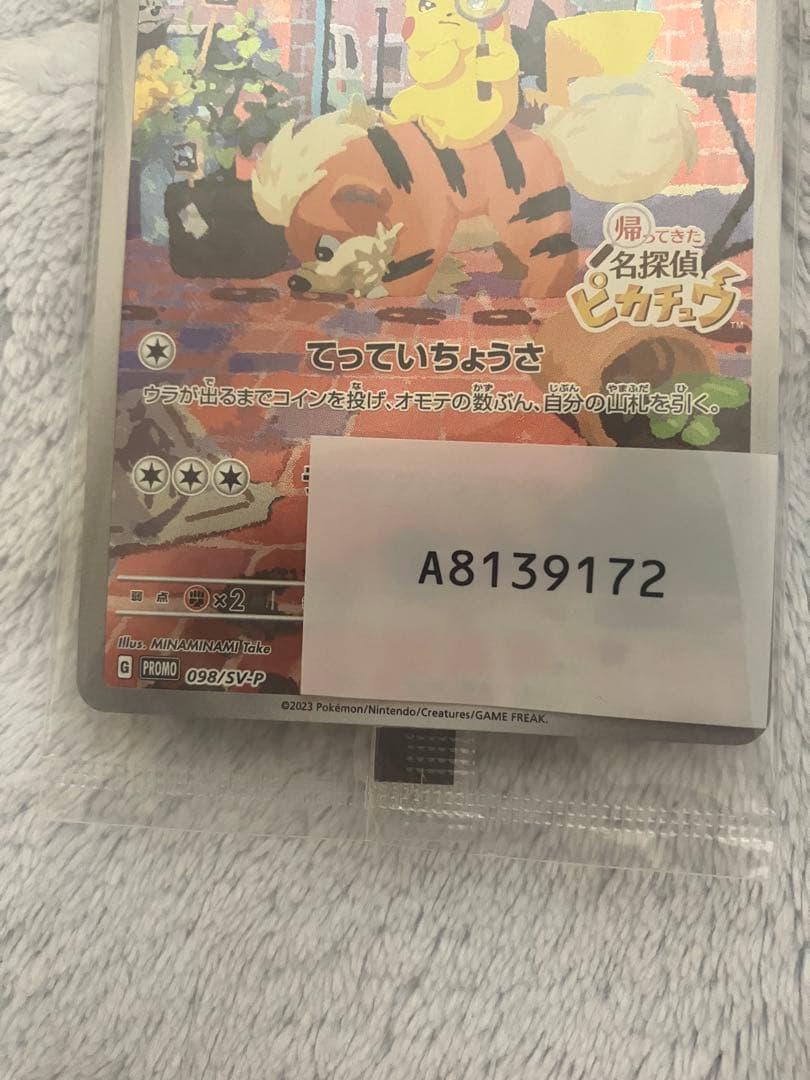 帰ってきた
名探偵
ピカチュウ
TM
てっていちょうさ
ウラが出るまでコインを投げ、オモテの数ぶん、自分の山札を引く。
A8139172
弱点 ×2
Illus. MINAMINAMI Take
G PROMO 098/SV-P
©2023 Pokémon/Nintendo/Creatures/GAME FREAK.